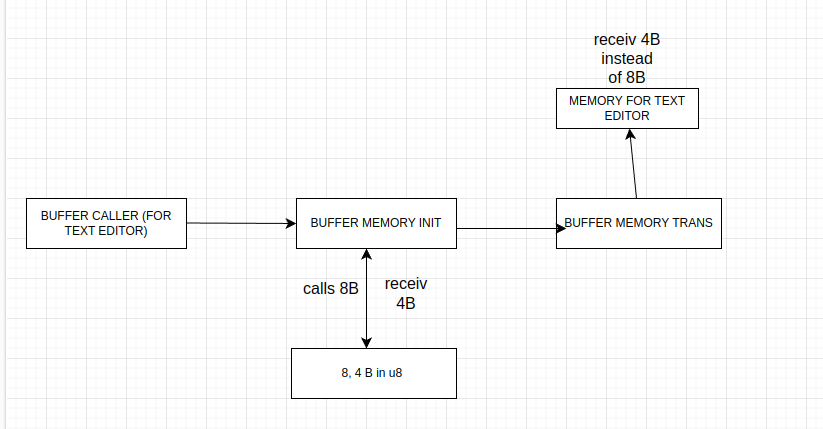 receiv 4B
instead
of 8B
MEMORY FOR TEXT
EDITOR
BUFFER CALLER (FOR
TEXT EDITOR)
BUFFER MEMORY INIT
BUFFER MEMORY TRANS
calls 8B
receiv
4B
8, 4 B in u8